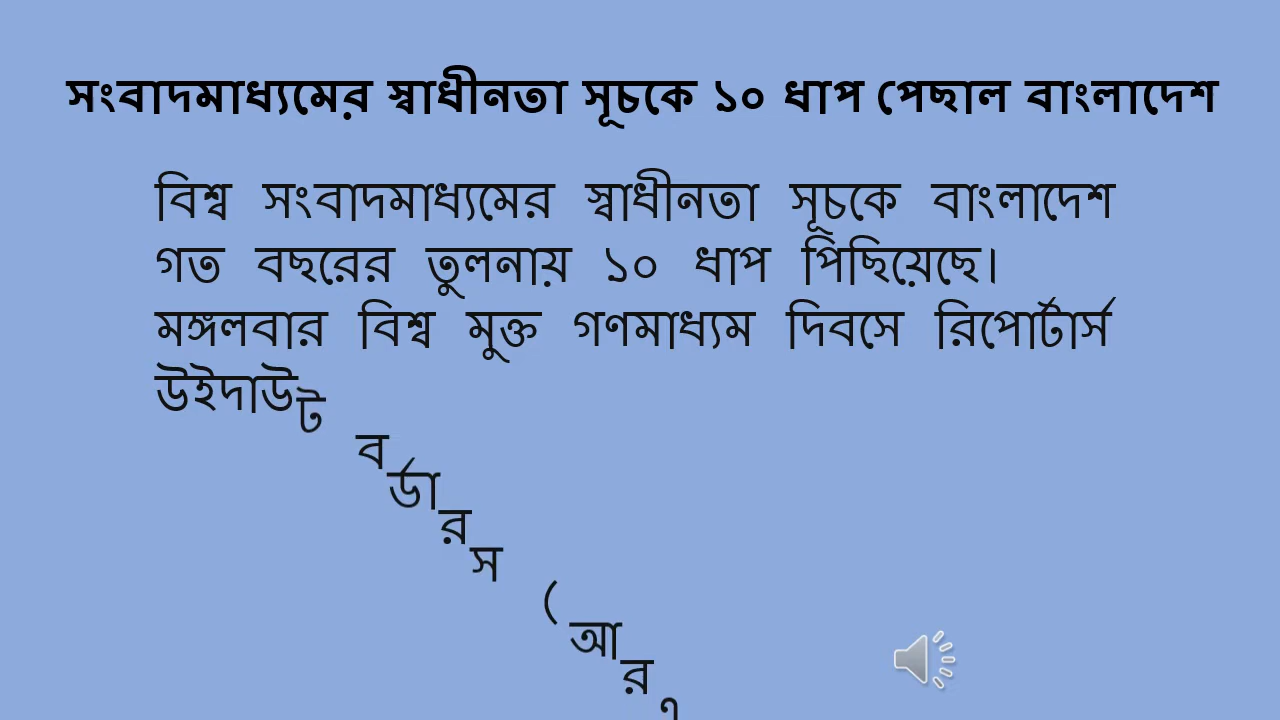 সংবাদমাধ্যমের স্বাধীনতা সূচকে ১০ ধাপ পেছাল বাংলাদেশ
বিশ্ব সংবাদমাধ্যমের স্বাধীনতা সূচকে বাংলাদেশ
গত বছরের তুলনায় ১০ ধাপ পিছিয়েছে।
মঙ্গলবার বিশ্ব মুক্ত গণমাধ্যম দিবসে রিপোর্টার্স
উইদাউট বর্ডারস (আর